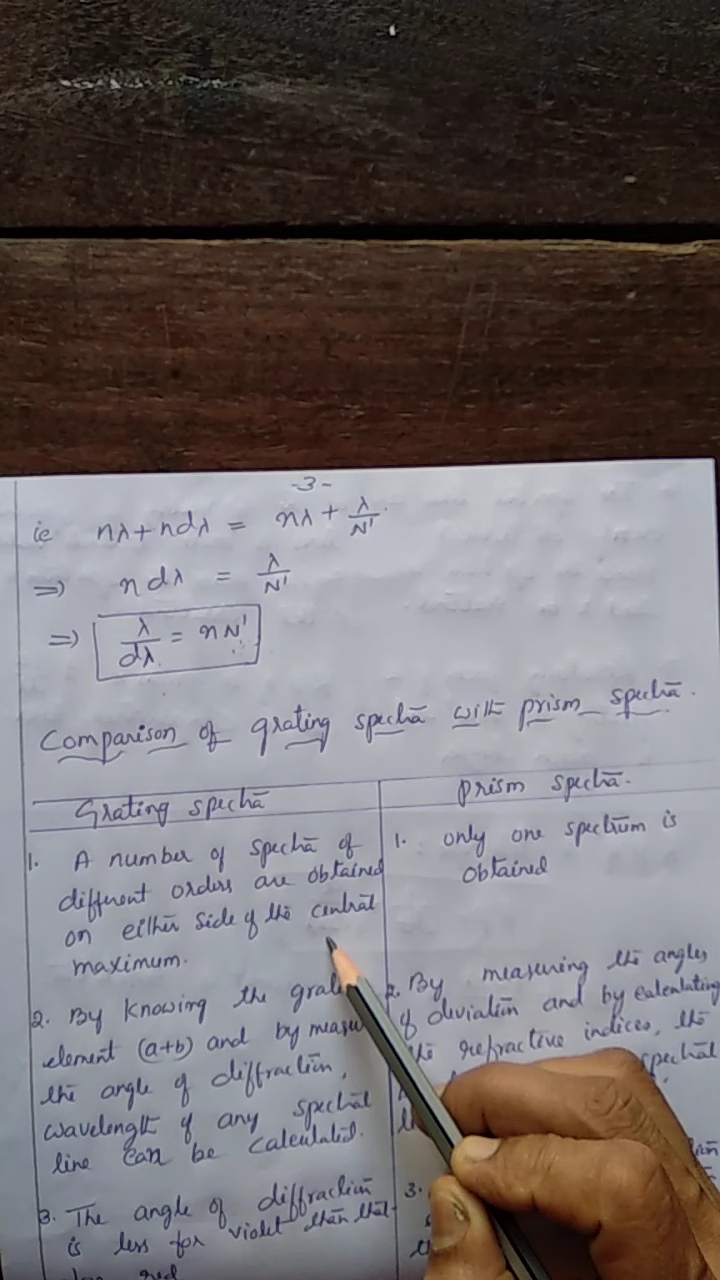 -3-
ie nλ+ndλ = nλ + λ/N'
⇒ ndλ = λ/N'
⇒ λ/dλ = nN'
Comparison of grating spectra with prism spectra.
Grating spectra
1. A number of spectra of
different orders are obtained
on either side of the central
maximum.
2. By knowing the
element (a+b) and by
the angle of diffraction,
wavelength of any spectral
line can be calculated.
3. The angle of diffraction
is less for violet than that
red
Prism spectra.
1. only one spectrum is
obtained
2. By measuring the angles
of deviation and by calculating
the refractive indices, the
spectral
3.